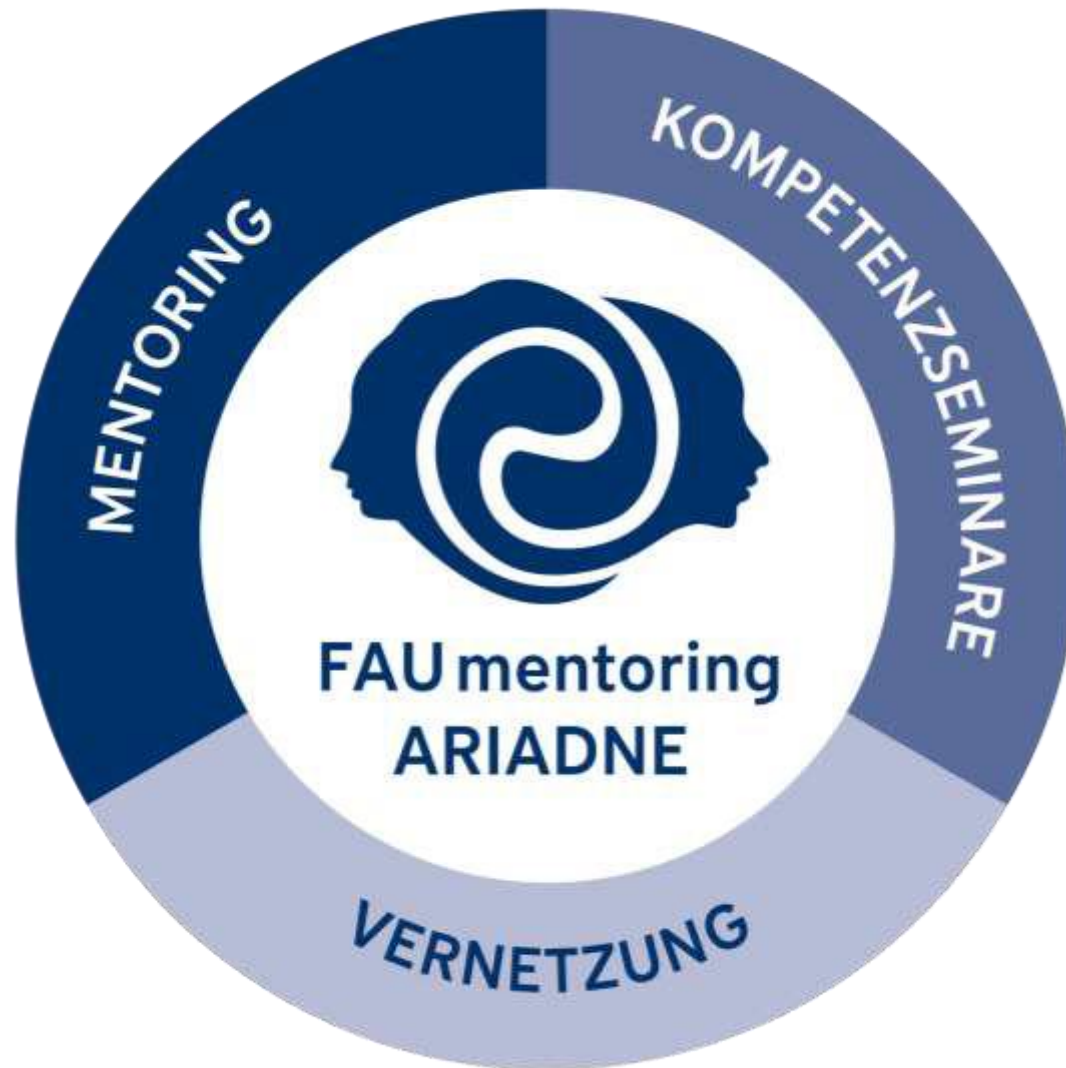 MENTORING
KOMPETENZSEMINARE
FAU mentoring
ARIADNE
VERNETZUNG